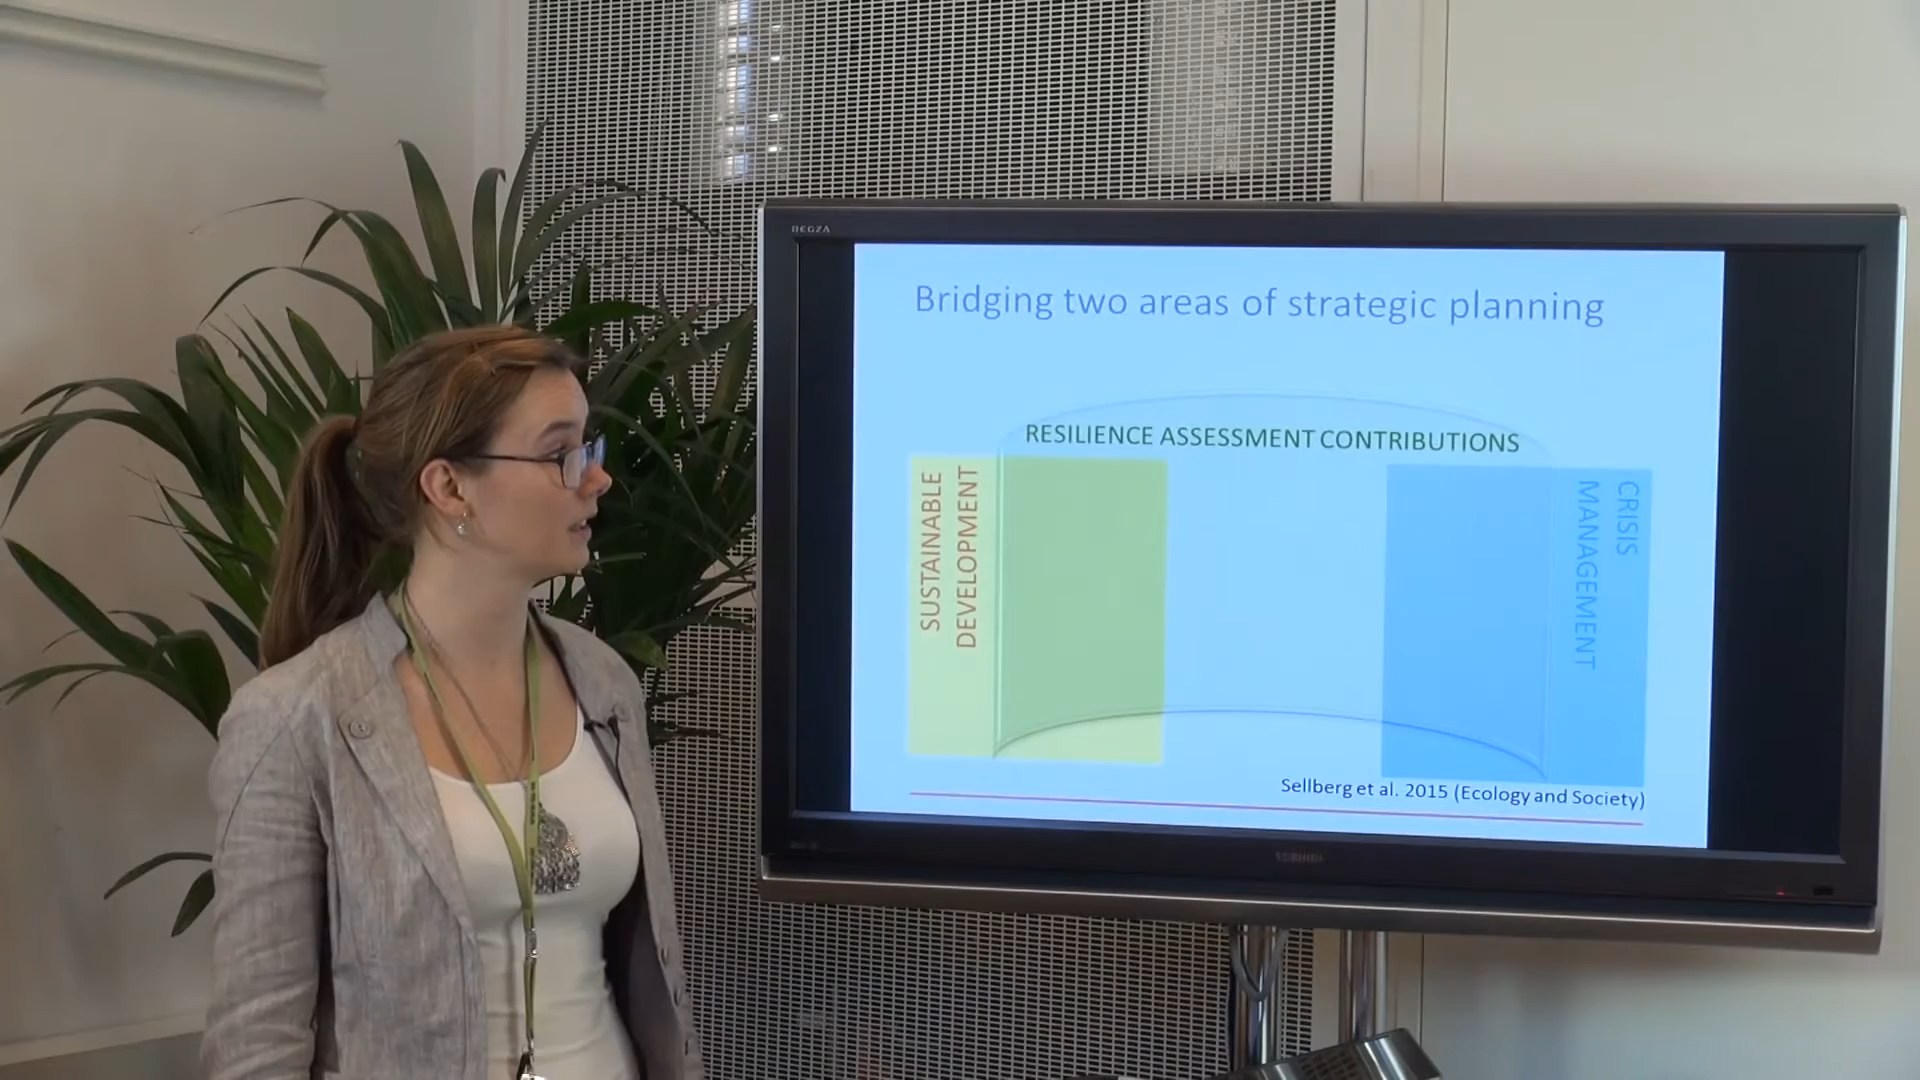 REGZA
Bridging two areas of strategic planning
RESILIENCE ASSESSMENT CONTRIBUTIONS
SUSTAINABLE
DEVELOPMENT
CRISIS
MANAGEMENT
Sellberg et al. 2015 (Ecology and Society)
TOSHIBA